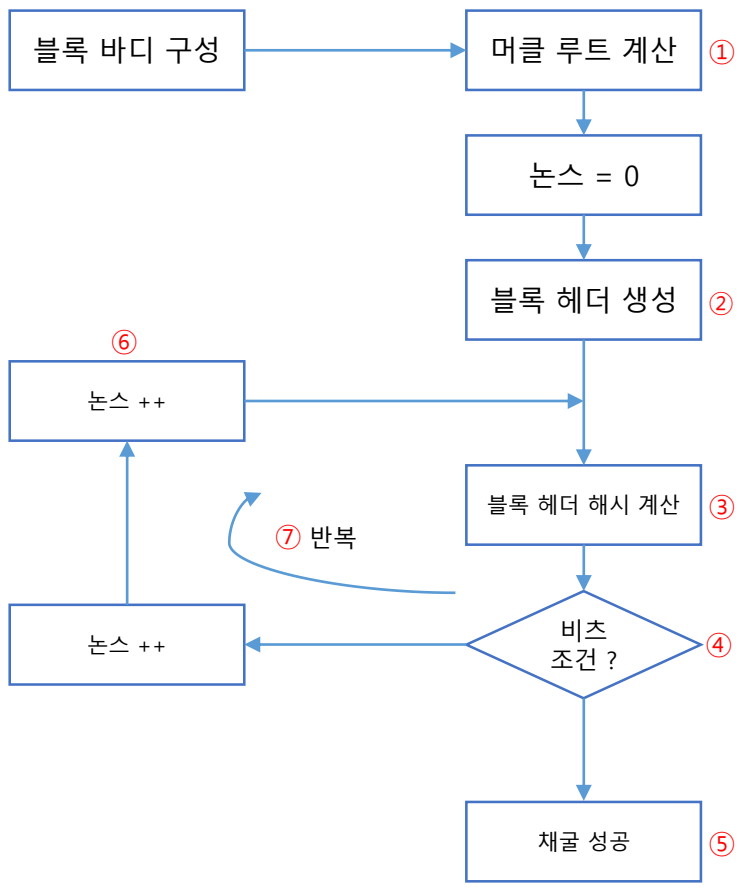 블록 바디 구성
머클 루트 계산 ①
논스 = 0
블록 헤더 생성 ②
⑥
논스 ++
블록 헤더 해시 계산 ③
⑦ 반복
비츠
조건 ? ④
논스 ++
채굴 성공 ⑤